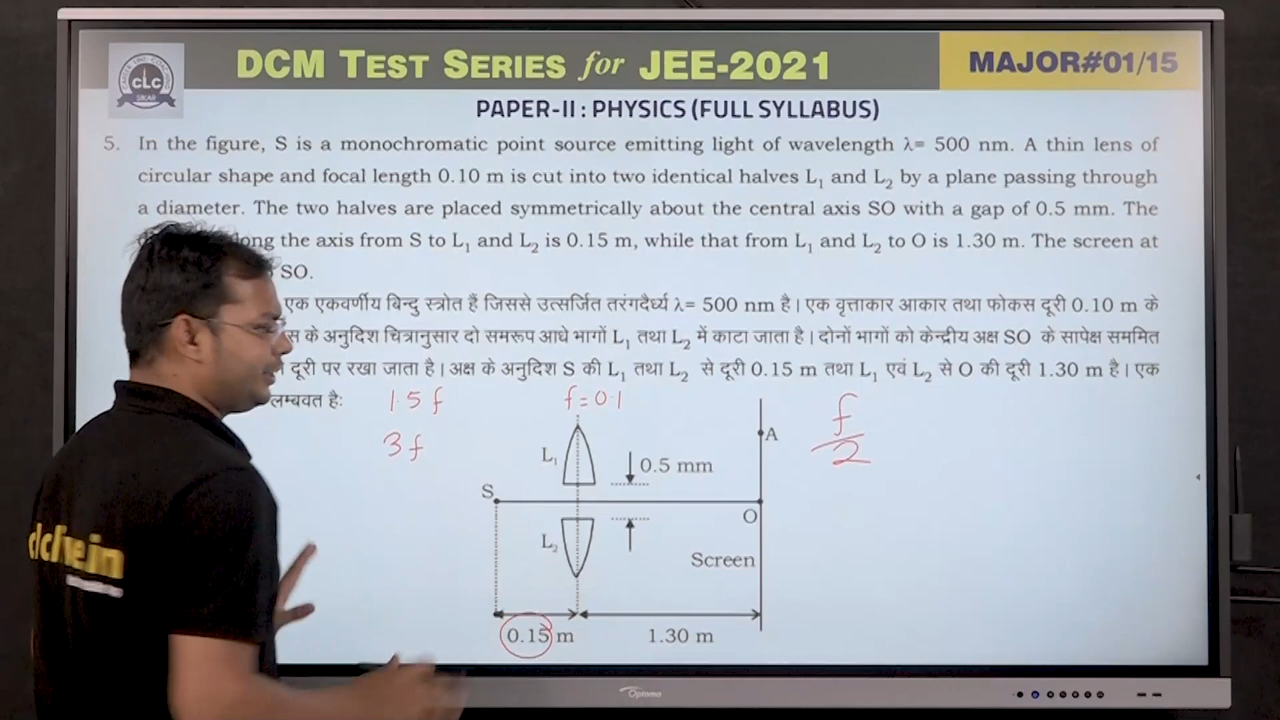 DCM TEST SERIES for JEE-2021
MAJOR#01/15
CLC
SIKAR
PAPER-II : PHYSICS (FULL SYLLABUS)
5. In the figure, S is a monochromatic point source emitting light of wavelength λ= 500 nm. A thin lens of
circular shape and focal length 0.10 m is cut into two identical halves L₁ and L₂ by a plane passing through
a diameter. The two halves are placed symmetrically about the central axis SO with a gap of 0.5 mm. The
along the axis from S to L₁ and L₂ is 0.15 m, while that from L₁ and L₂ to O is 1.30 m. The screen at
SO.
एक एकवर्णीय बिन्दु स्त्रोत हैं जिससे उत्सर्जित तरंगदैर्ध्य λ= 500 nm है। एक वृत्ताकार आकार तथा फोकस दूरी 0.10 m के
के अनुदिश चित्रानुसार दो समरूप आधे भागों L₁ तथा L₂ में काटा जाता है। दोनों भागों को केन्द्रीय अक्ष SO के सापेक्ष सममित
दूरी पर रखा जाता है। अक्ष के अनुदिश S की L₁ तथा L₂ से दूरी 0.15 m तथा L₁ एवं L₂ से O की दूरी 1.30 m है। एक
लम्बवत हैः
1.5 f
f = 0.1
f/2
3f
A
L₁
0.5 mm
S
O
L₂
Screen
0.15 m
1.30 m
Optoma